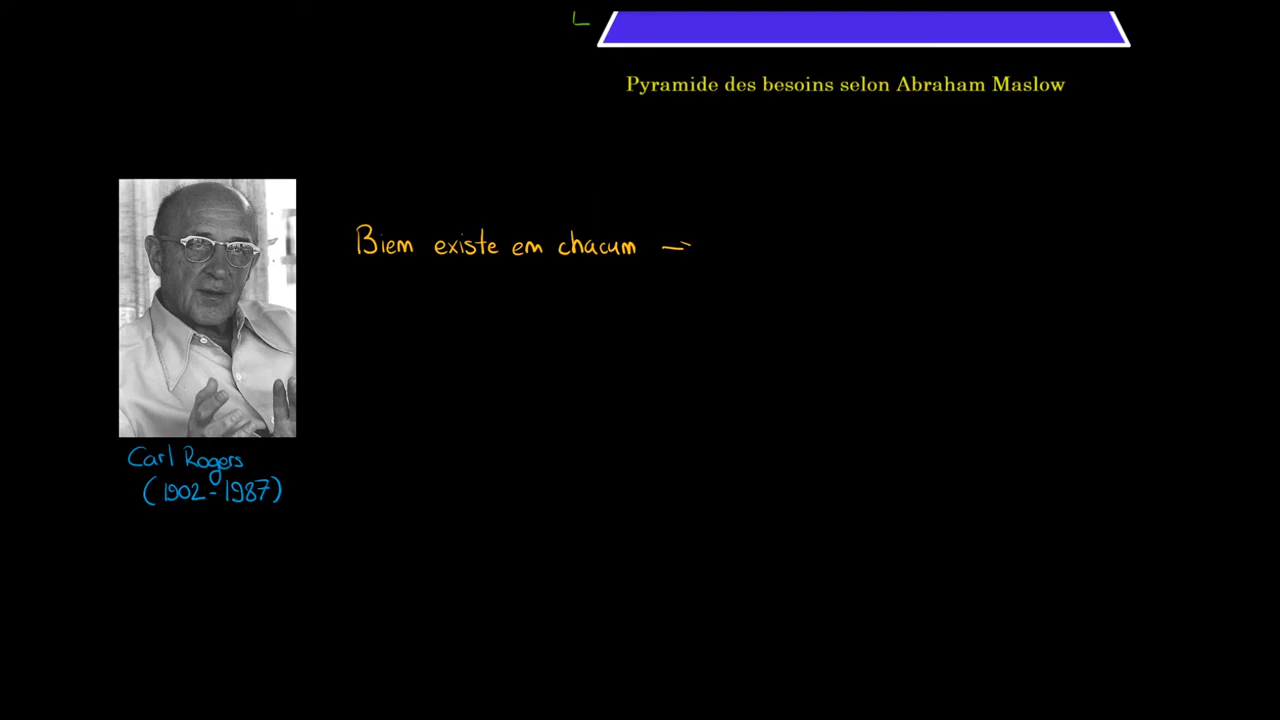 Pyramide des besoins selon Abraham Maslow
Biem existe em chacum →
Carl Rogers
(1902-1987)